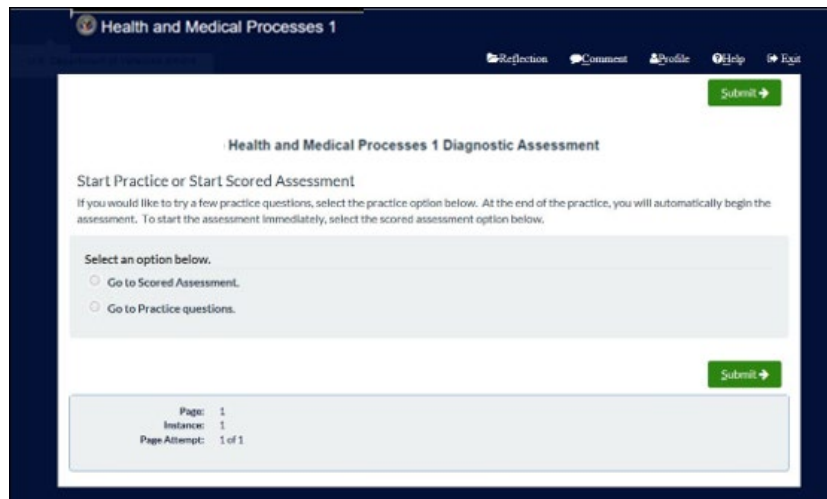 Health and Medical Processes 1
Reflection Comment Profile Help Exit
Submit
Health and Medical Processes 1 Diagnostic Assessment
Start Practice or Start Scored Assessment
If you would like to try a few practice questions, select the practice option below. At the end of the practice, you will automatically begin the
assessment. To start the assessment immediately, select the scored assessment option below.
Select an option below.
Go to Scored Assessment.
Go to Practice questions.
Submit
Page: 1
Instance: 1
Page Attempt: 1 of 1